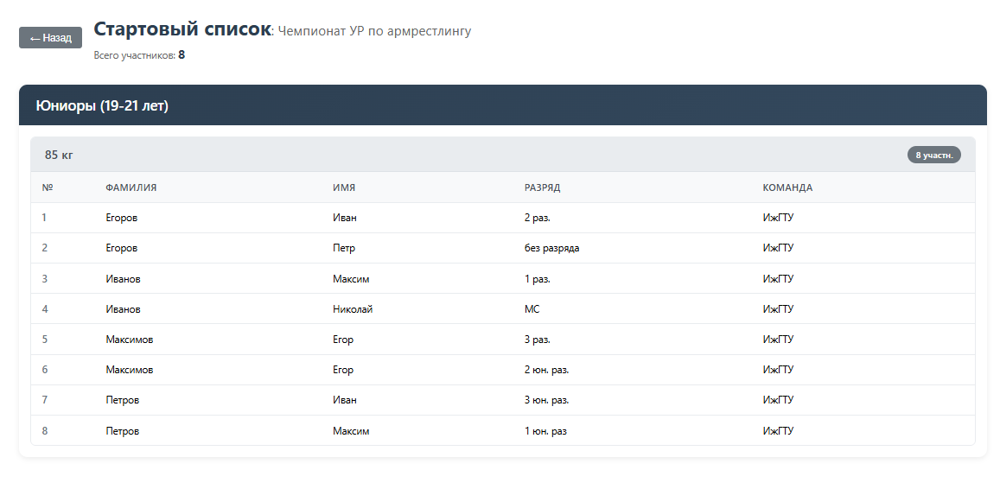 ← Назад
Стартовый список: Чемпионат УР по армрестлингу
Всего участников: 8
Юниоры (19-21 лет)
85 кг 8 участн.
№ ФАМИЛИЯ ИМЯ РАЗРЯД КОМАНДА
1 Егоров Иван 2 раз. ИжГТУ
2 Егоров Петр без разряда ИжГТУ
3 Иванов Максим 1 раз. ИжГТУ
4 Иванов Николай МС ИжГТУ
5 Максимов Егор 3 раз. ИжГТУ
6 Максимов Егор 2 юн. раз. ИжГТУ
7 Петров Иван 3 юн. раз. ИжГТУ
8 Петров Максим 1 юн. раз ИжГТУ